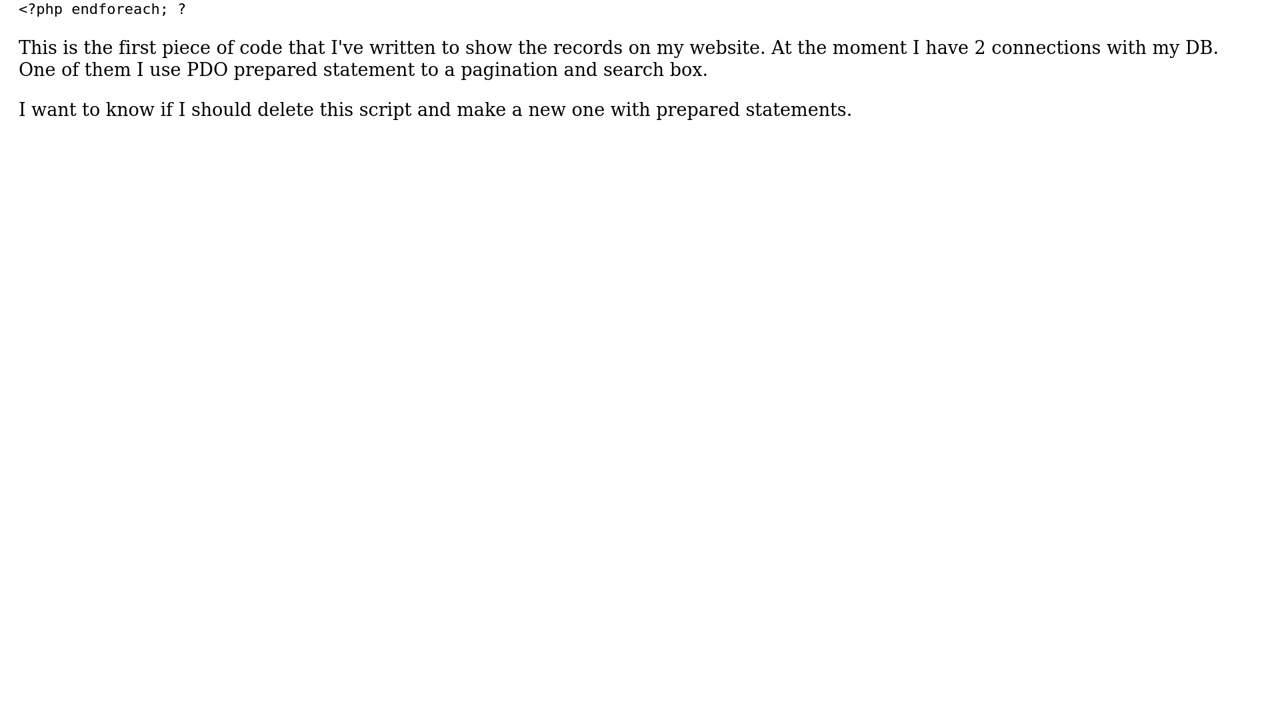 <?php endforeach; ?
This is the first piece of code that I've written to show the records on my website. At the moment I have 2 connections with my DB.
One of them I use PDO prepared statement to a pagination and search box.
I want to know if I should delete this script and make a new one with prepared statements.